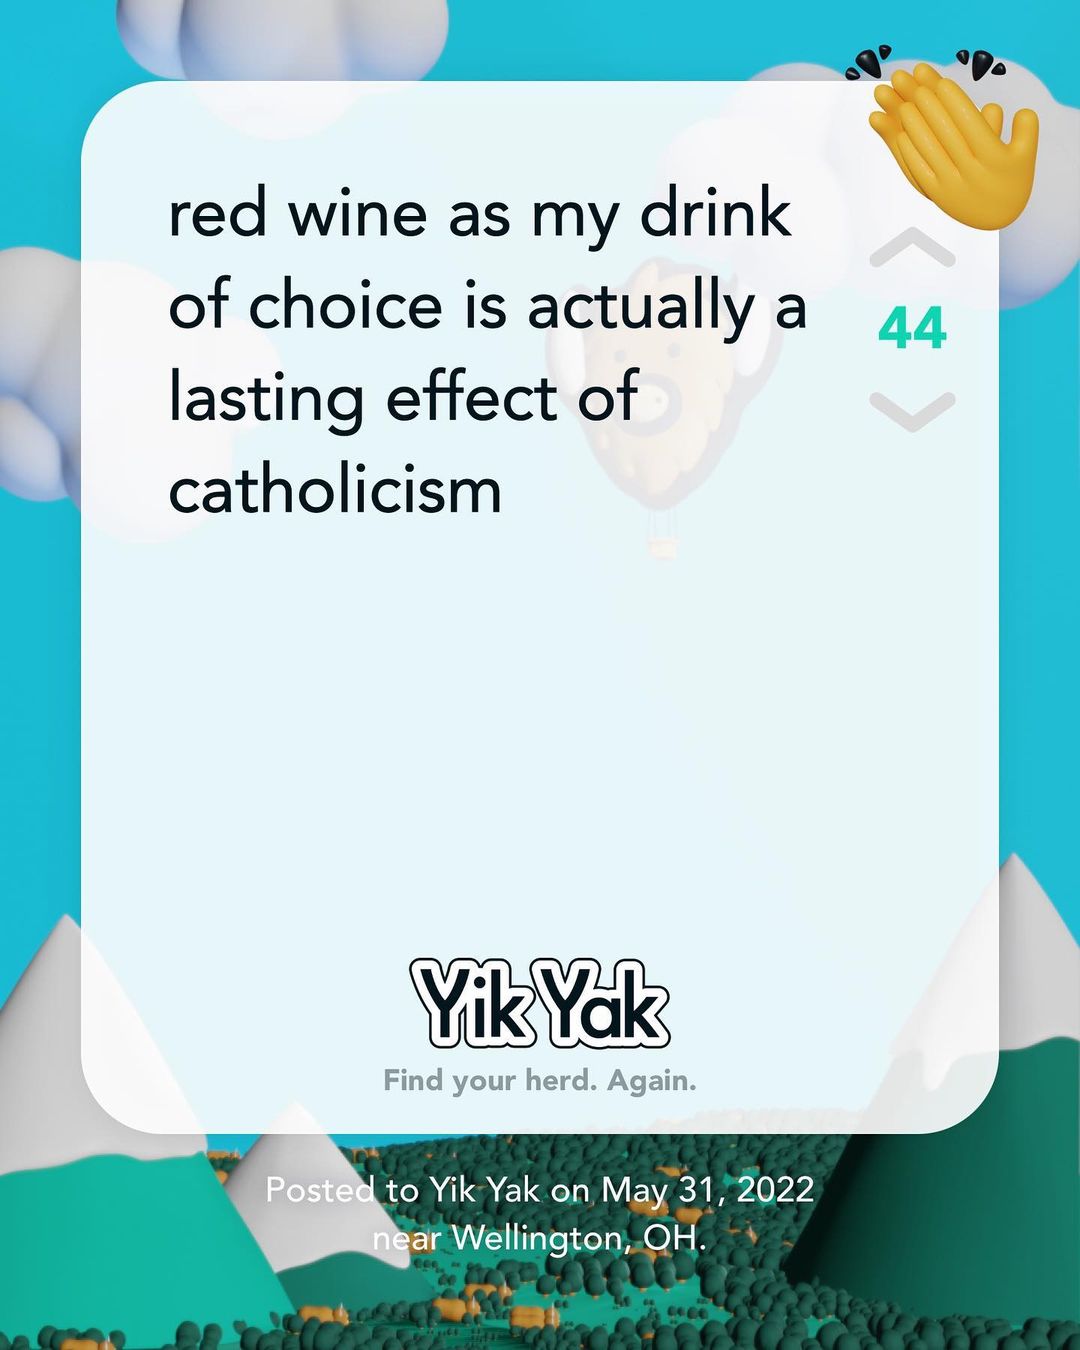 red wine as my drink
of choice is actually a
lasting effect of
catholicism
44
Yik Yak
Find your herd. Again.
Posted to Yik Yak on May 31, 2022
near Wellington, OH.